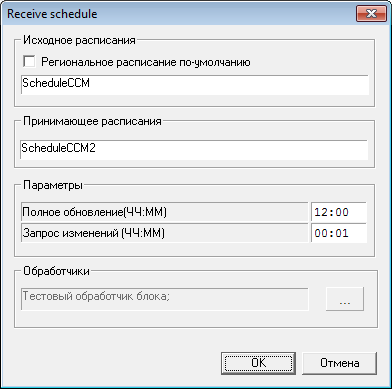 Receive schedule
Исходное расписания
Региональное расписание по-умолчанию
ScheduleCCM
Принимающее расписания
ScheduleCCM2
Параметры
Полное обновление(ЧЧ:ММ) 12:00
Запрос изменений (ЧЧ:ММ) 00:01
Обработчики
Тестовый обработчик блока; ...
OK Отмена